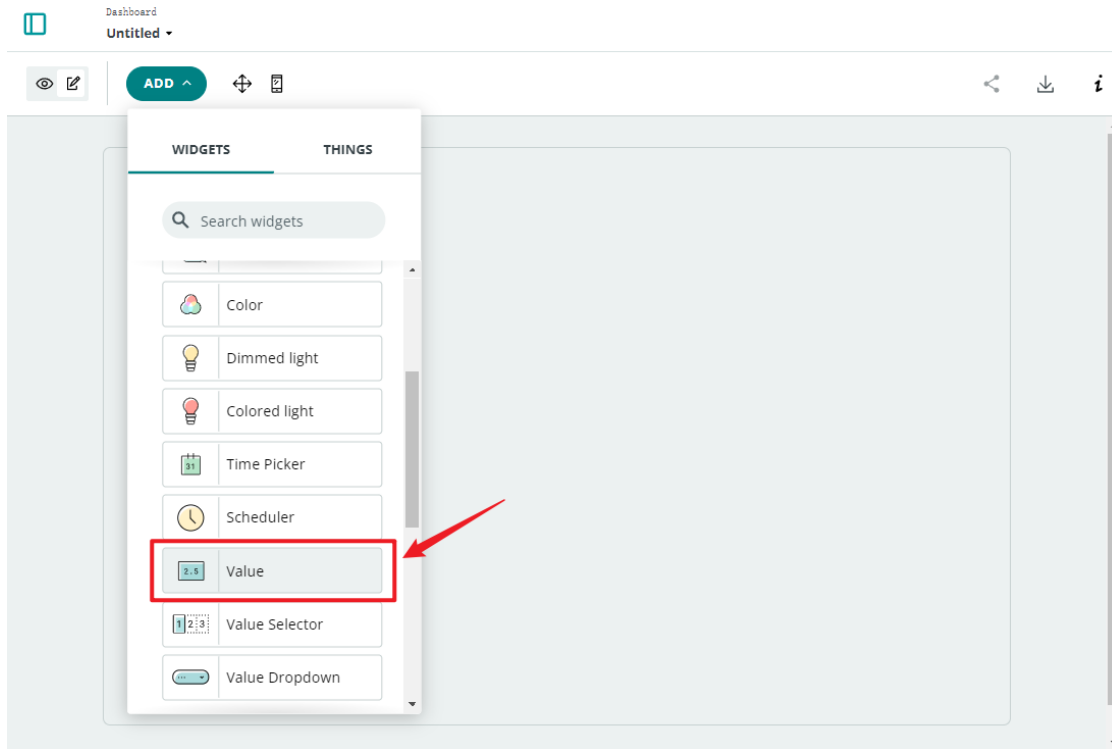 Dashboard
Untitled
ADD
i
WIDGETS THINGS
Search widgets
Color
Dimmed light
Colored light
31 Time Picker
Scheduler
2.5 Value
1 2 3 Value Selector
Value Dropdown